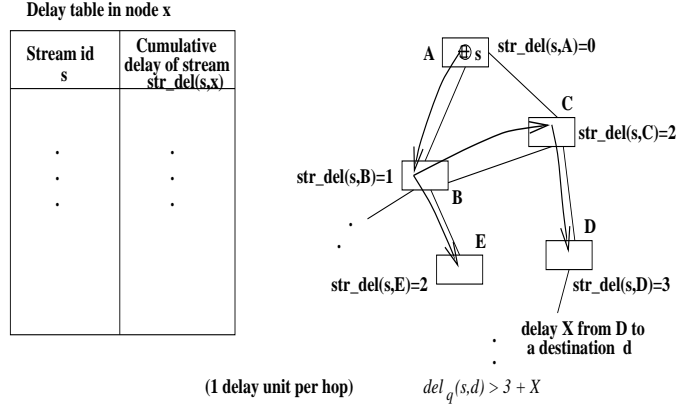 Delay table in node x
Stream id
s
Cumulative
delay of stream
str_del(s,x)
A
s
str_del(s,A)=0
C
str_del(s,C)=2
str_del(s,B)=1
B
E
str_del(s,E)=2
D
str_del(s,D)=3
delay X from D to
a destination d
(1 delay unit per hop)
del_q(s,d) > 3 + X